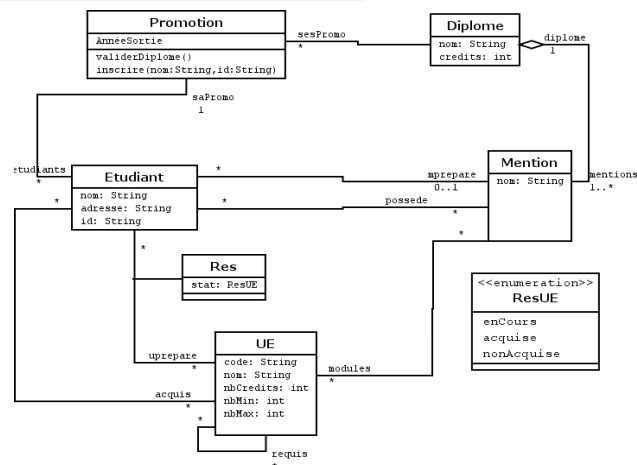 Promotion
AnnéeSortie
validerDiplome()
inscrire(nom:String,id:String)
sesPromo
*
Diplome
nom: String
credits: int
diplome
1
saPromo
1
etudiants
*
Etudiant
nom: String
adresse: String
id: String
*
*
*
*
mprepare
0..1
possede
*
*
Mention
nom: String
mentions
1..*
Res
stat: ResUE
<<enumeration>>
ResUE
enCours
acquise
nonAcquise
uprepare
*
acquis
*
UE
code: String
nom: String
nbCredits: int
nbMin: int
nbMax: int
modules
*
*
requis
*